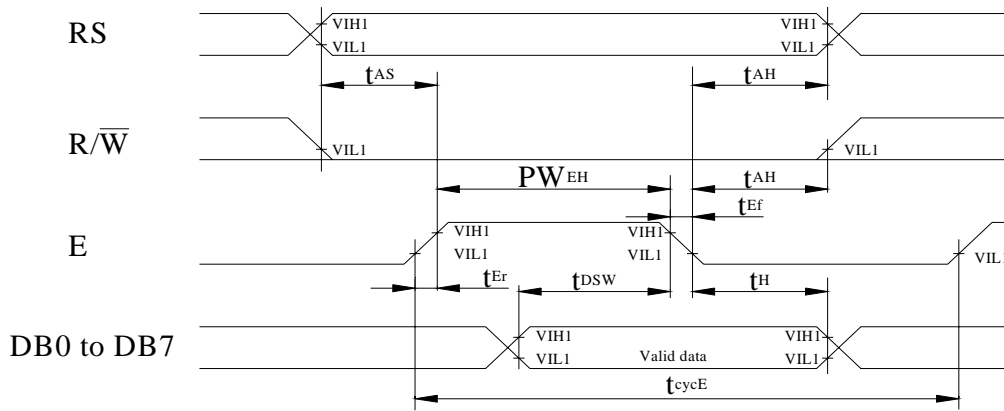 RS VIH1 VIH1
VIL1 VIL1
tAS tAH
R/W̅ VIL1 VIL1
PWEH tAH
tEf
E VIH1 VIH1
VIL1 VIL1 VIL1
tEr tDSW tH
DB0 to DB7 VIH1 VIH1
VIL1 Valid data VIL1
tcycE